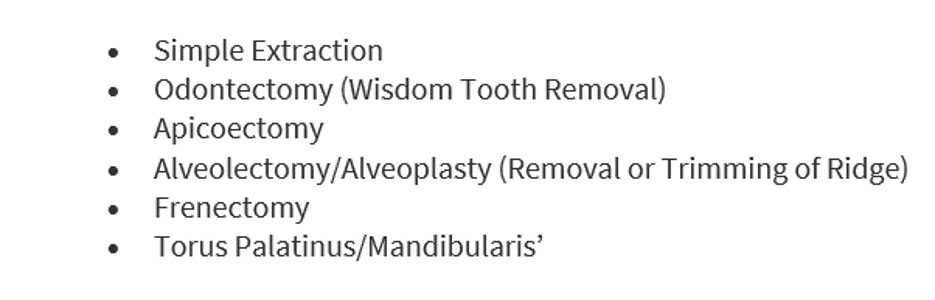 • Simple Extraction
• Odontectomy (Wisdom Tooth Removal)
• Apicoectomy
• Alveolectomy/Alveoplasty (Removal or Trimming of Ridge)
• Frenectomy
• Torus Palatinus/Mandibularis’